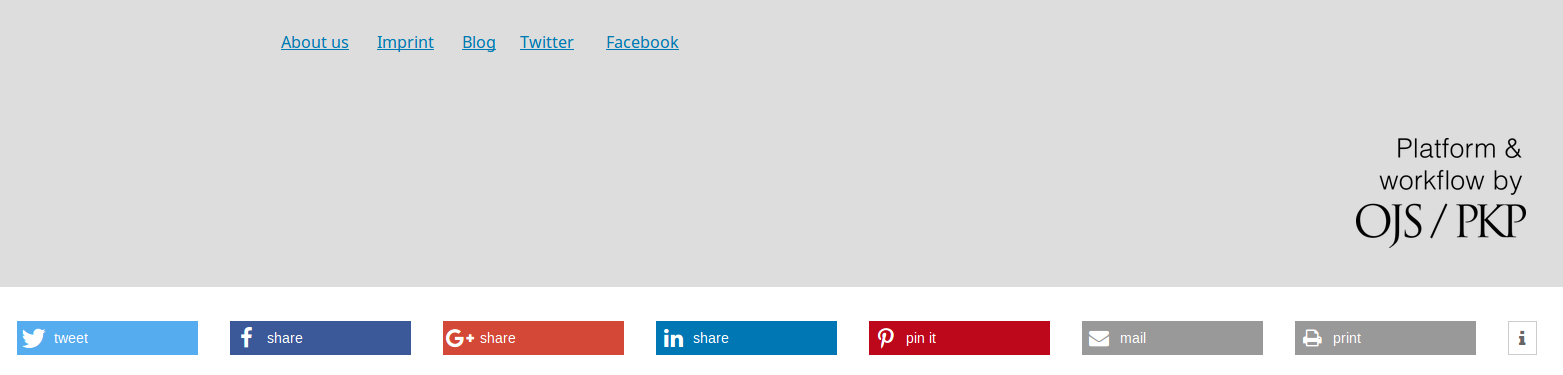 About us Imprint Blog Twitter Facebook
Platform &
workflow by
OJS / PKP
tweet share share share pin it mail print